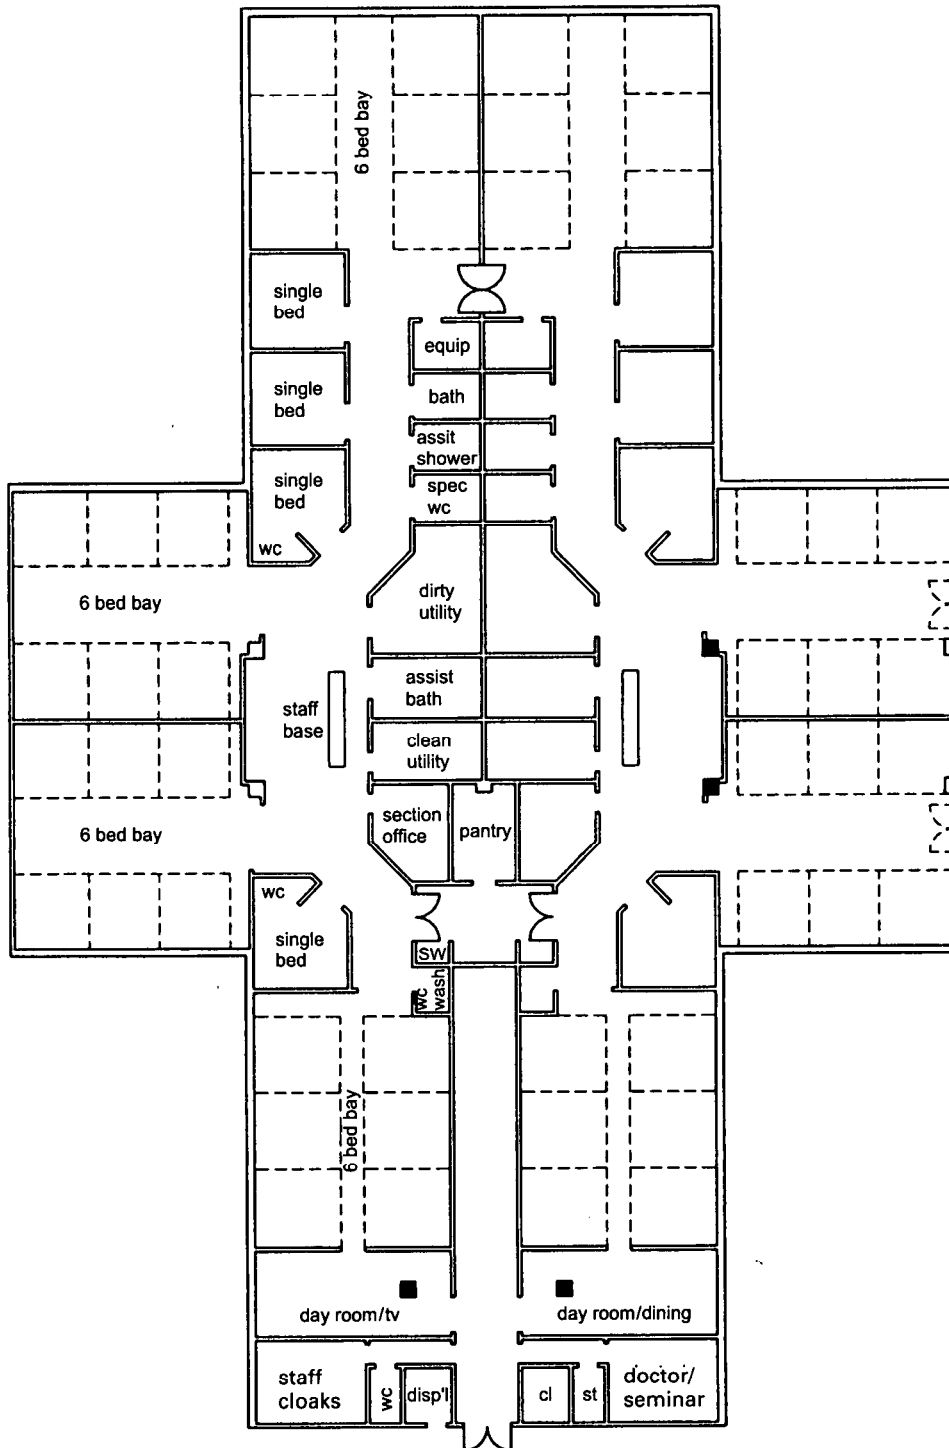 6 bed bay
single
bed
equip
single
bed
bath
assit
shower
single
bed
spec
wc
wc
6 bed bay
dirty
utility
staff
base
assist
bath
clean
utility
6 bed bay
section
office
pantry
wc
single
bed
SW
wc
wash
6 bed bay
day room/tv
day room/dining
staff
cloaks
wc
disp'l
cl
st
doctor/
seminar